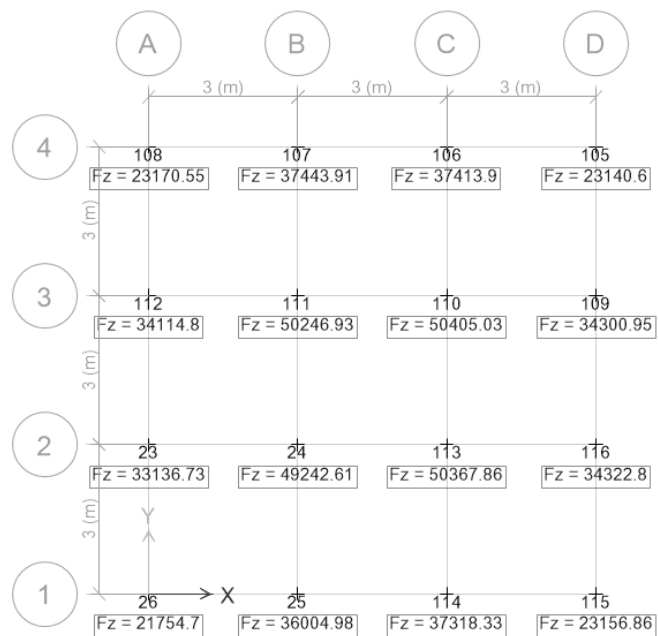 A B C D
3 (m) 3 (m) 3 (m)
4
108 107 106 105
Fz = 23170.55 Fz = 37443.91 Fz = 37413.9 Fz = 23140.6
3 (m)
3
112 111 110 109
Fz = 34114.8 Fz = 50246.93 Fz = 50405.03 Fz = 34300.95
3 (m)
2
23 24 113 116
Fz = 33136.73 Fz = 49242.61 Fz = 50367.86 Fz = 34322.8
3 (m)
Y
1
X
26 25 114 115
Fz = 21754.7 Fz = 36004.98 Fz = 37318.33 Fz = 23156.86